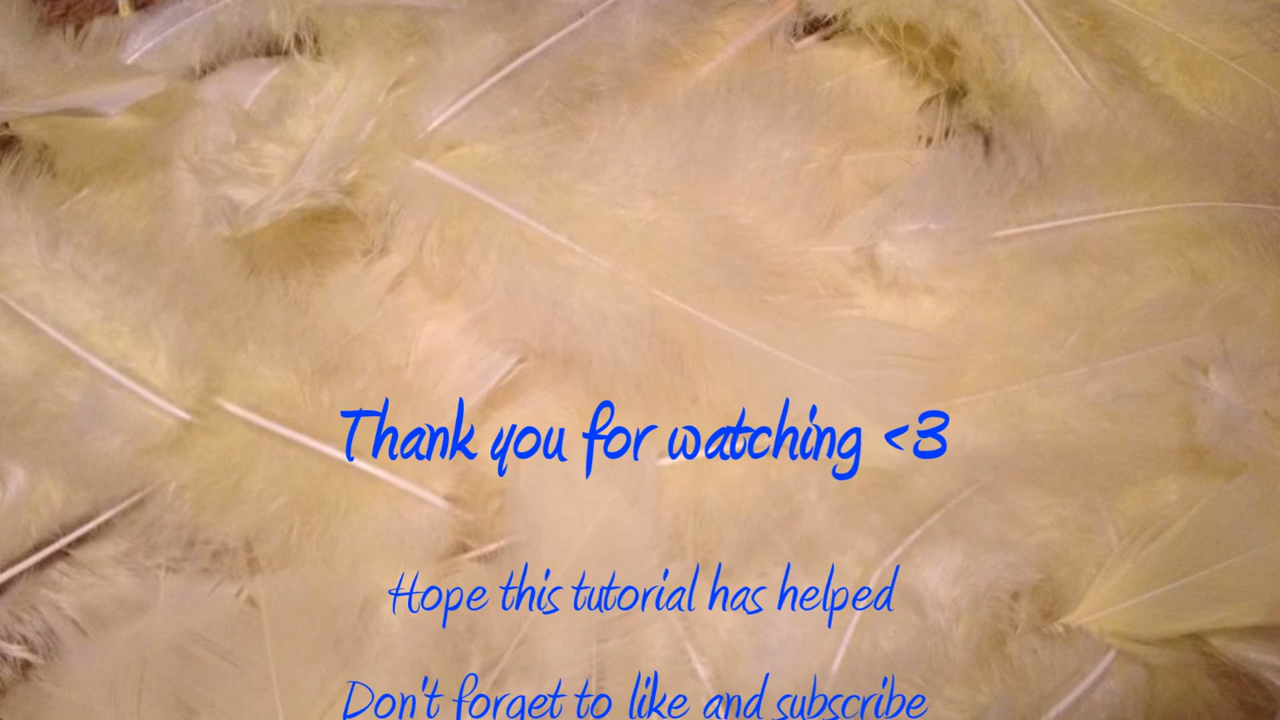 Thank you for watching <3
Hope this tutorial has helped
Don't forget to like and subscribe